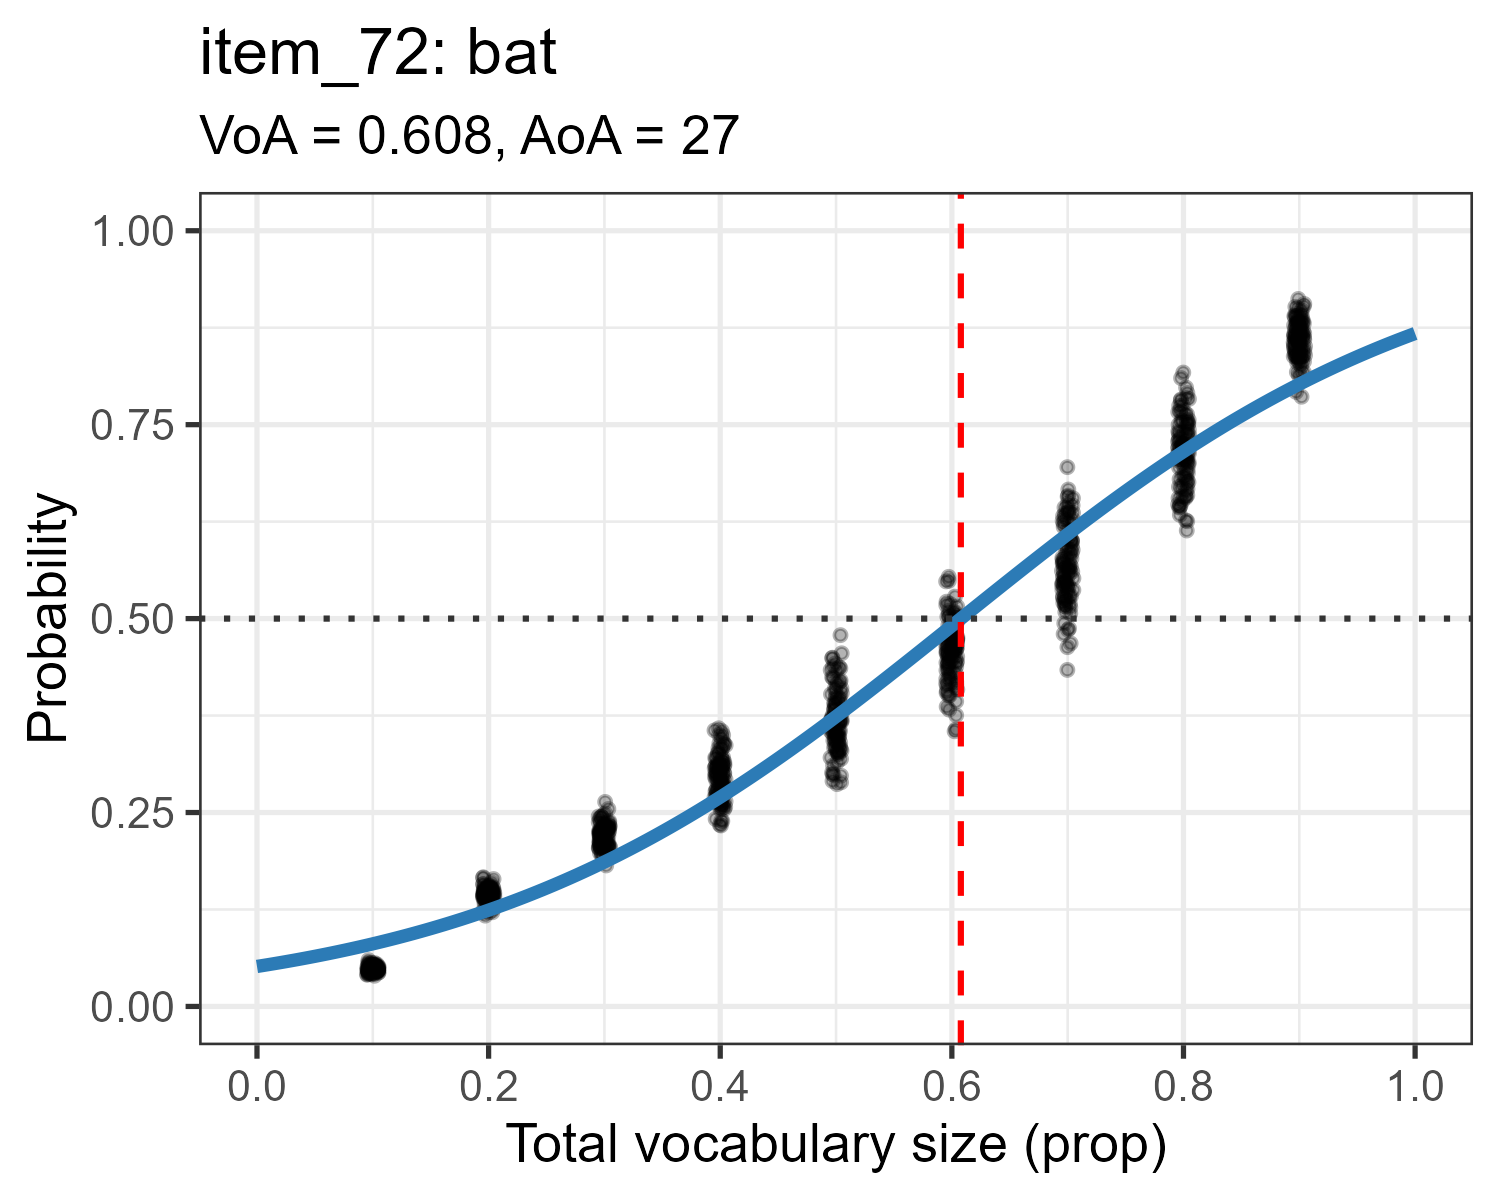 item_72: bat
VoA = 0.608, AoA = 27
1.00
0.75
0.50
0.25
0.00
Probability
0.0 0.2 0.4 0.6 0.8 1.0
Total vocabulary size (prop)